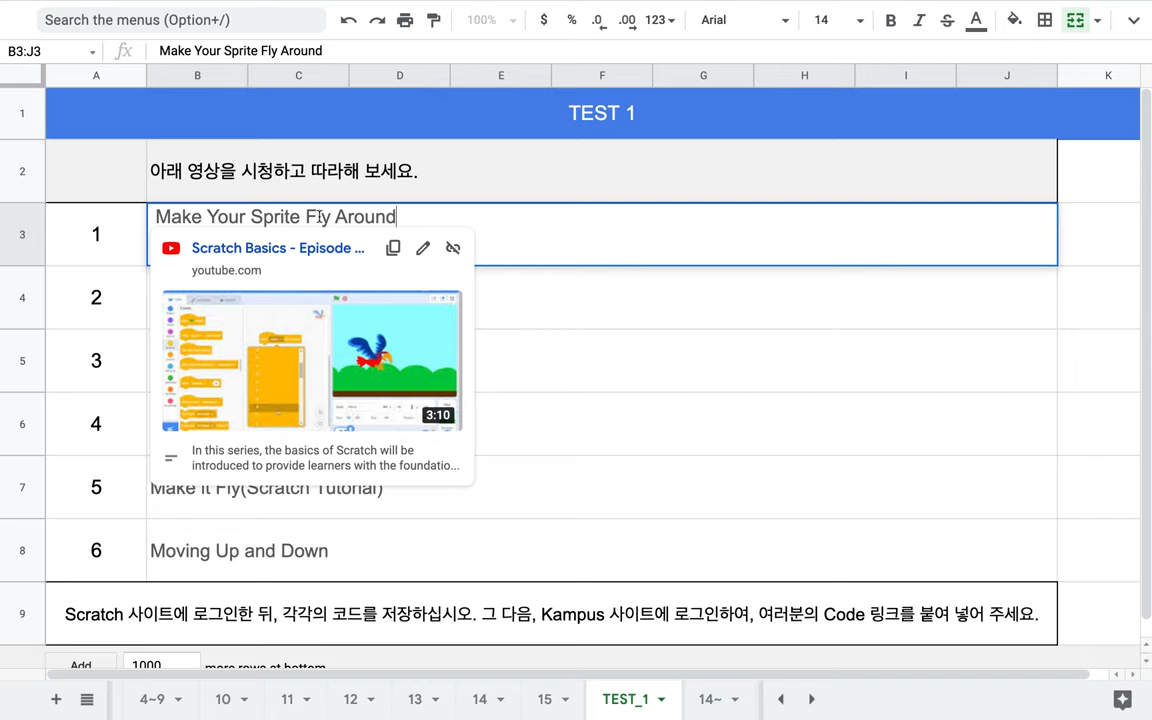 Search the menus (Option+/)
100%
$ % .0 .00 123
Arial
14
B I S A
B3:J3
fx
Make Your Sprite Fly Around
A B C D E F G H I J K
1 TEST 1
2 아래 영상을 시청하고 따라해 보세요.
3 1 Make Your Sprite Fly Around
Scratch Basics - Episode ...
youtube.com
3:10
In this series, the basics of Scratch will be
introduced to provide learners with the foundatio...
4 2
5 3
6 4
7 5 Make it Fly(Scratch Tutorial)
8 6 Moving Up and Down
9 Scratch 사이트에 로그인한 뒤, 각각의 코드를 저장하십시오. 그 다음, Kampus 사이트에 로그인하여, 여러분의 Code 링크를 붙여 넣어 주세요.
Add 1000 more rows at bottom
4~9 10 11 12 13 14 15 TEST_1 14~